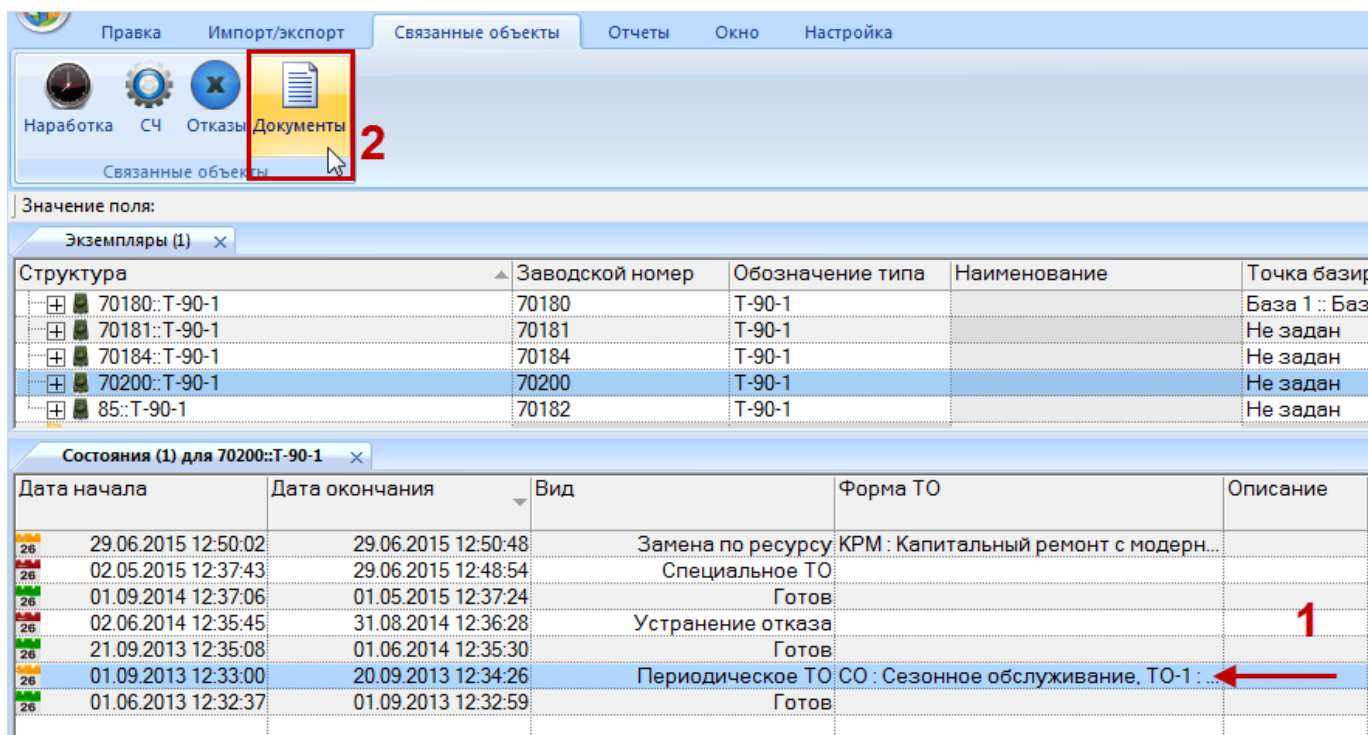 Правка Импорт/экспорт Связанные объекты Отчеты Окно Настройка
Наработка СЧ Отказы Документы 2
Связанные объекты
Значение поля:
Экземпляры (1)
Структура Заводской номер Обозначение типа Наименование Точка базир
70180::Т-90-1 70180 Т-90-1 База 1 :: Баз
70181::Т-90-1 70181 Т-90-1 Не задан
70184::Т-90-1 70184 Т-90-1 Не задан
70200::Т-90-1 70200 Т-90-1 Не задан
85::Т-90-1 70182 Т-90-1 Не задан
Состояния (1) для 70200::Т-90-1
Дата начала Дата окончания Вид Форма ТО Описание
26 29.06.2015 12:50:02 29.06.2015 12:50:48 Замена по ресурсу КРМ : Капитальный ремонт с модерн...
26 02.05.2015 12:37:43 29.06.2015 12:48:54 Специальное ТО
26 01.09.2014 12:37:06 01.05.2015 12:37:24 Готов
26 02.06.2014 12:35:45 31.08.2014 12:36:28 Устранение отказа 1
26 21.09.2013 12:35:08 01.06.2014 12:35:30 Готов
26 01.09.2013 12:33:00 20.09.2013 12:34:26 Периодическое ТО СО : Сезонное обслуживание, ТО-1 : ...
26 01.06.2013 12:32:37 01.09.2013 12:32:59 Готов